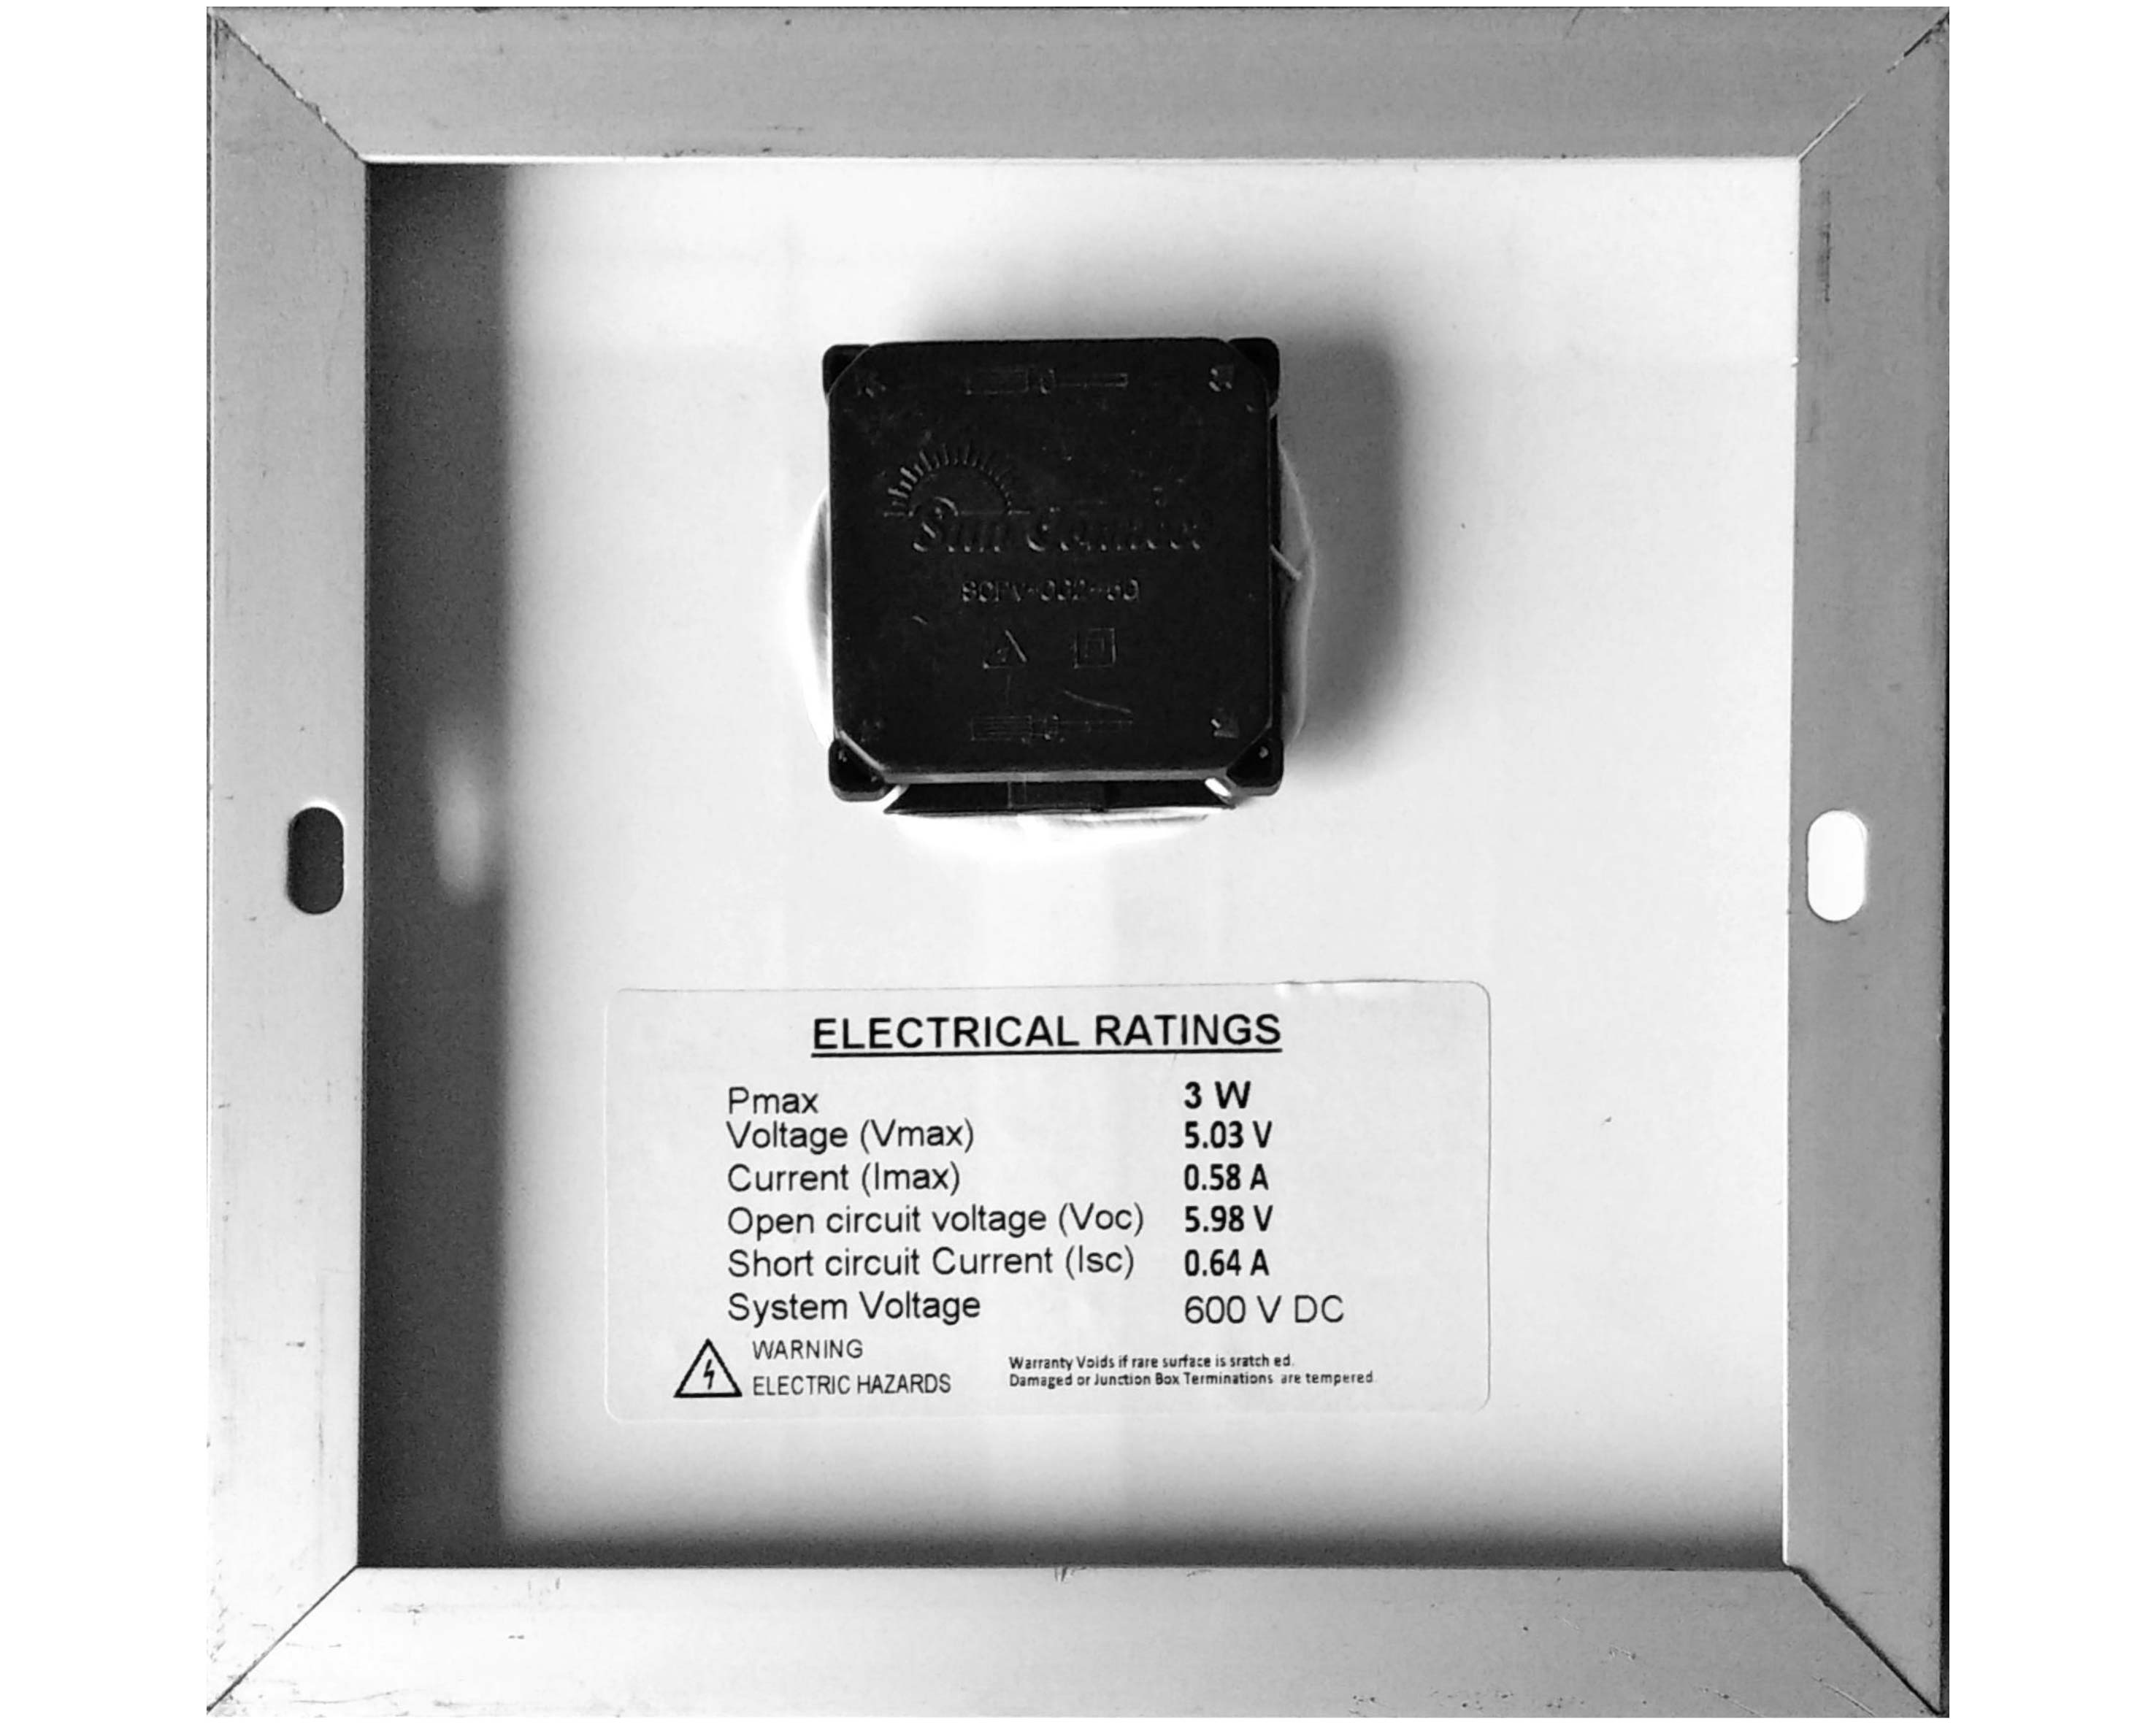 Sun Connect
ELECTRICAL RATINGS
Pmax 3 W
Voltage (Vmax) 5.03 V
Current (Imax) 0.58 A
Open circuit voltage (Voc) 5.98 V
Short circuit Current (Isc) 0.64 A
System Voltage 600 V DC
WARNING
ELECTRIC HAZARDS
Warranty Voids if rare surface is sratch ed.
Damaged or Junction Box Terminations are tempered